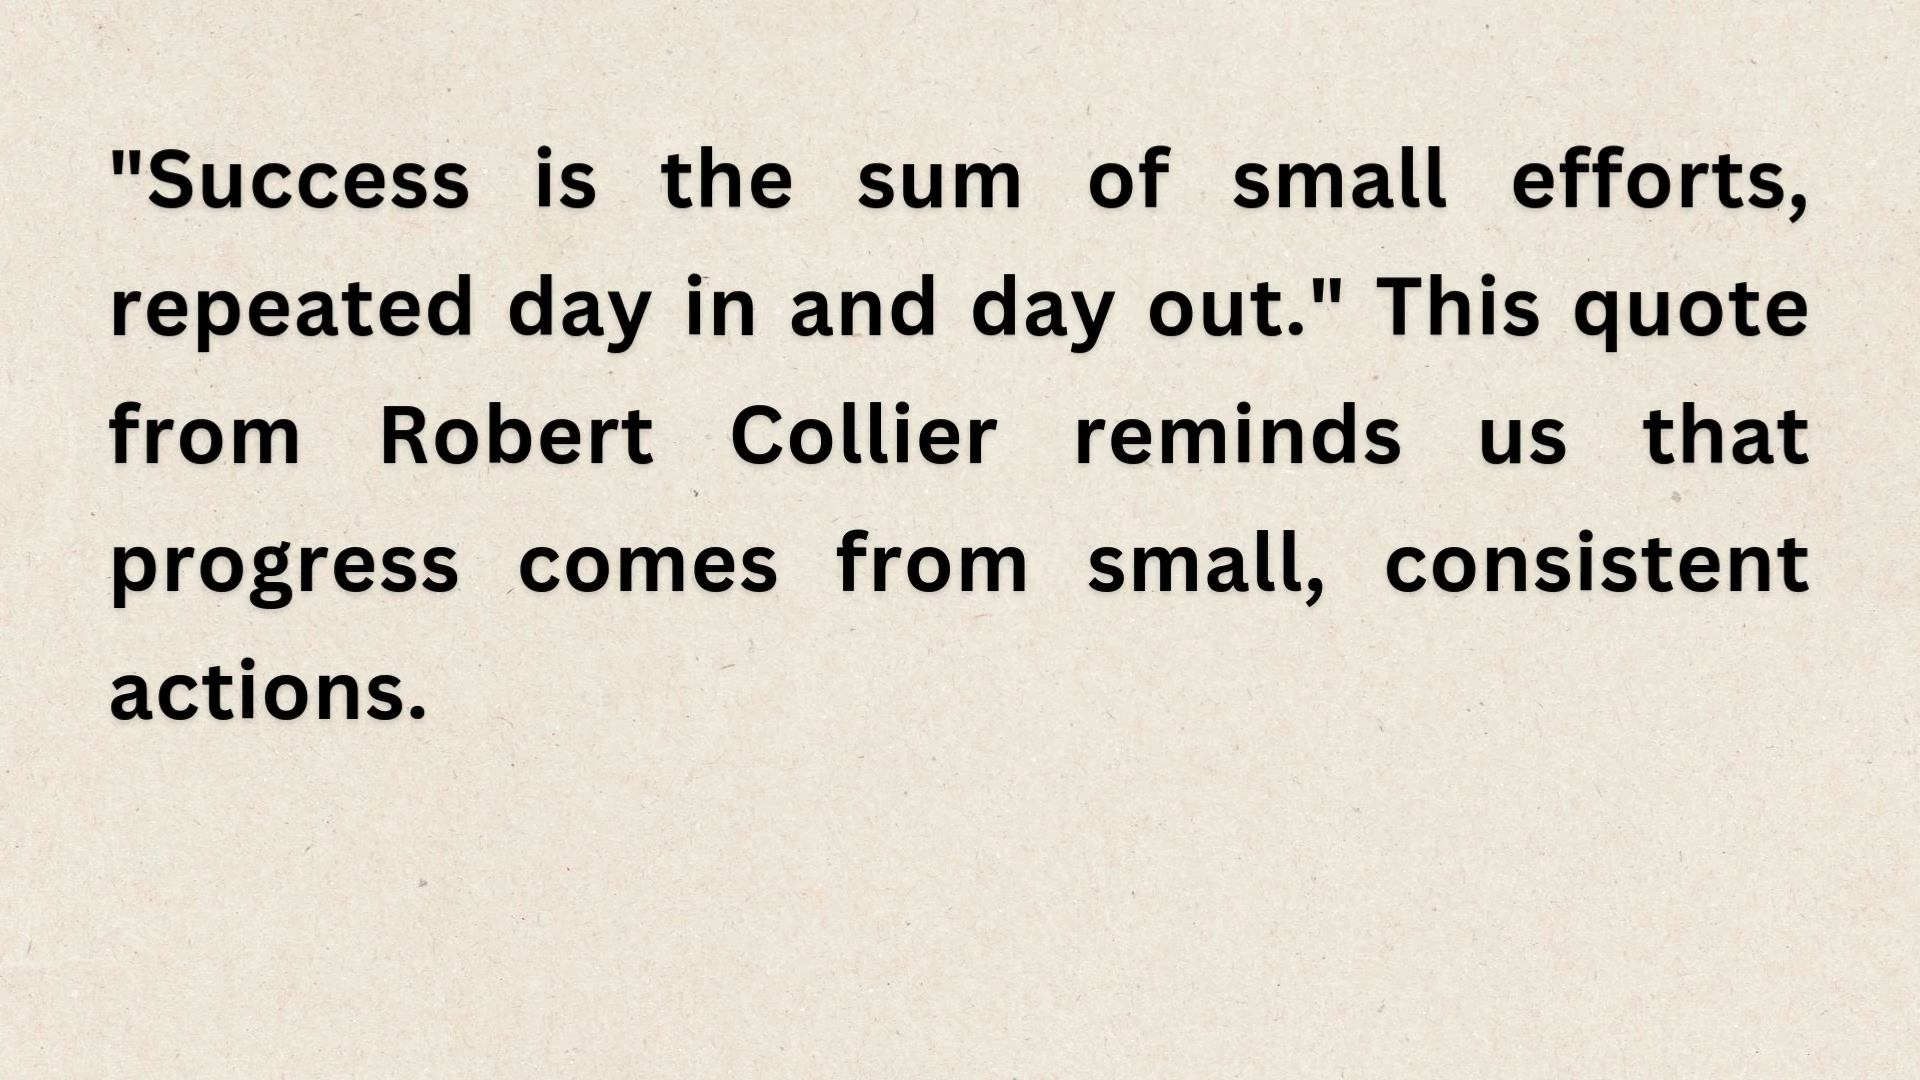 "Success is the sum of small efforts,
repeated day in and day out." This quote
from Robert Collier reminds us that
progress comes from small, consistent
actions.